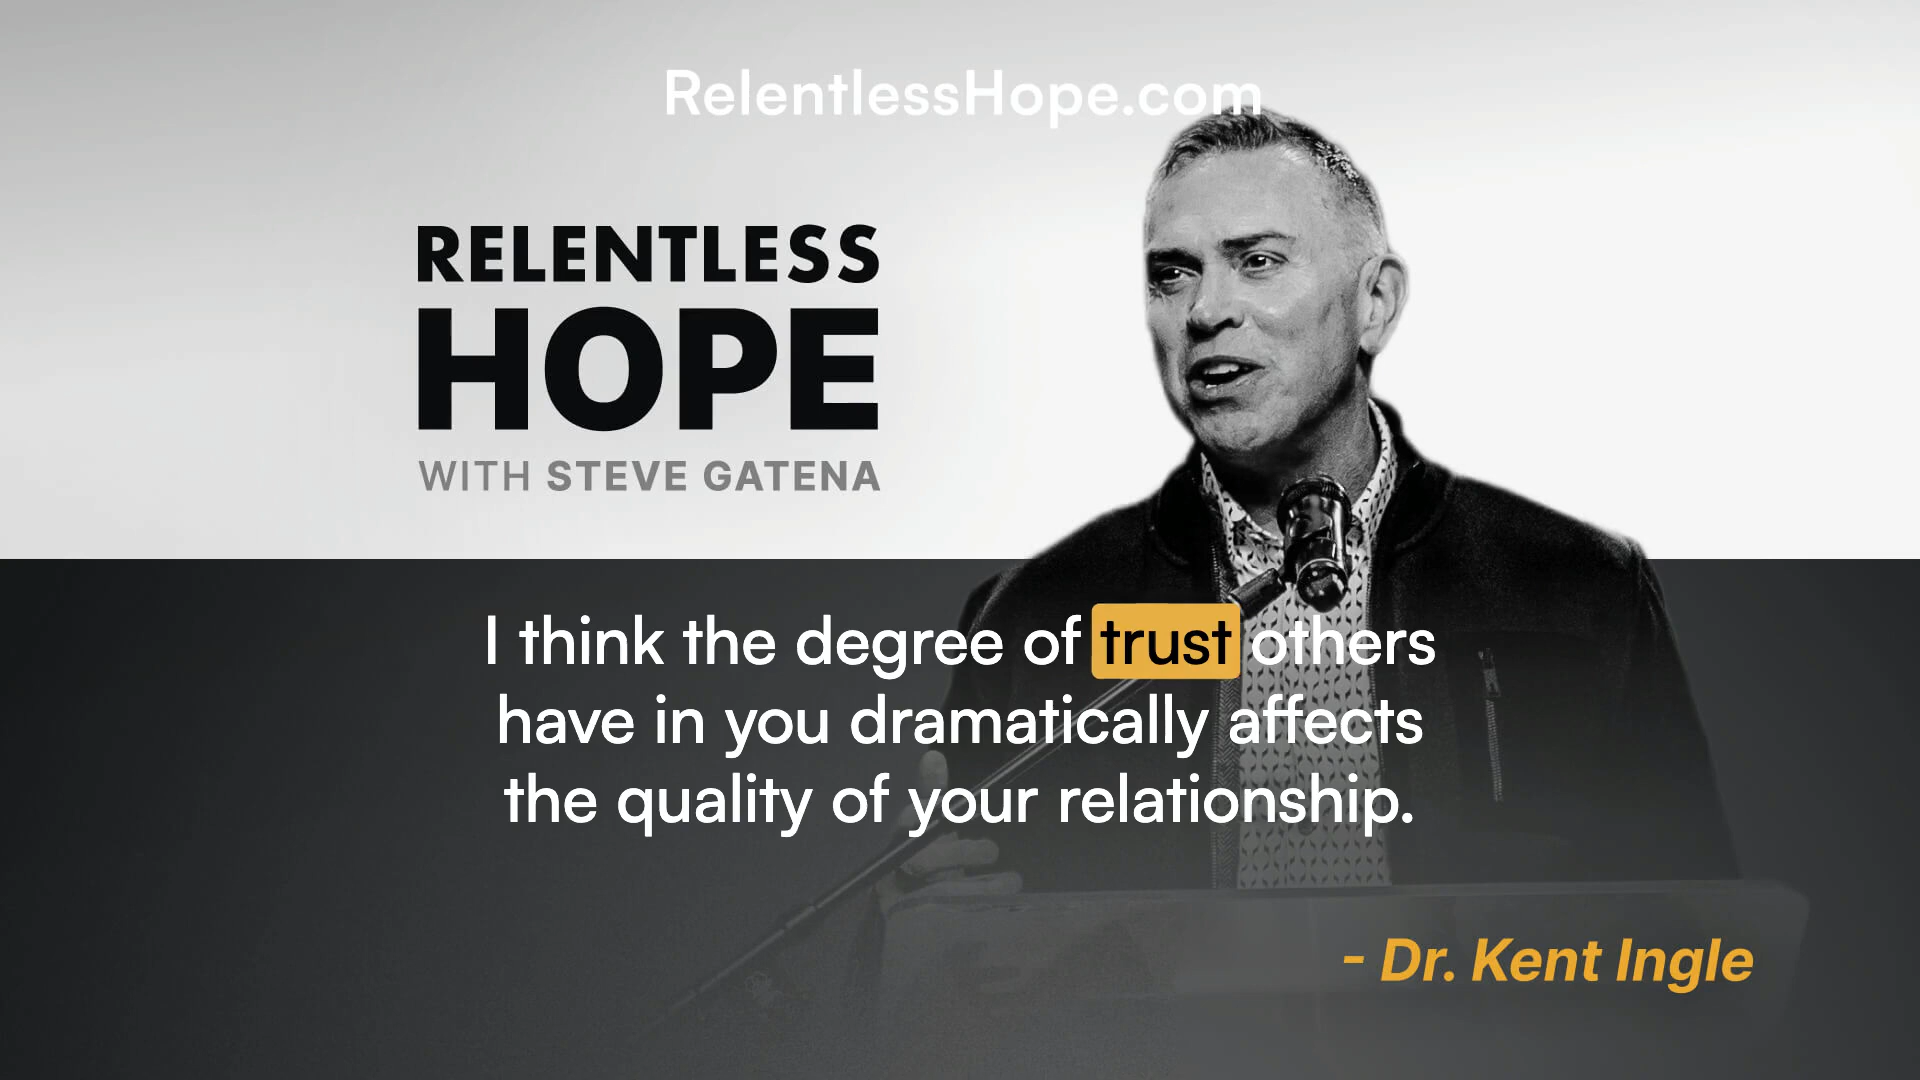 RelentlessHope.com
RELENTLESS
HOPE
WITH STEVE GATENA
I think the degree of trust others
have in you dramatically affects
the quality of your relationship.
- Dr. Kent Ingle